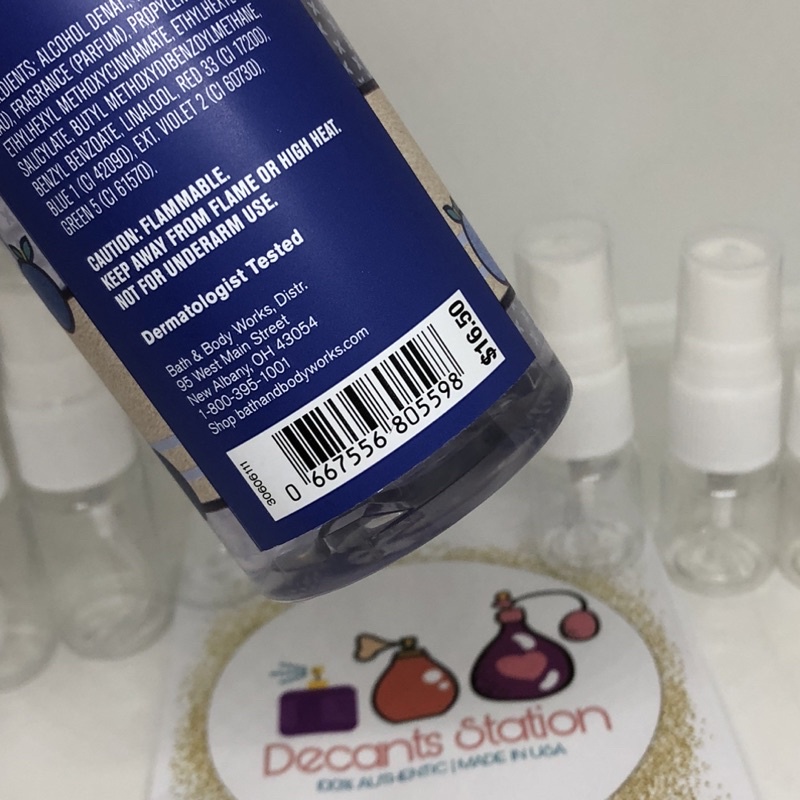 ALCOHOL DENAT.,
FRAGRANCE (PARFUM),
ETHYLHEXYL METHOXYCINNAMATE,
SALICYLATE, BUTYL METHOXYDIBENZOYLMETHANE,
BENZYL BENZOATE, LINALOOL, RED 33 (CI 17200),
BLUE 1 (CI 42090), EXT. VIOLET 2 (CI 60730),
GREEN 5 (CI 61570).
CAUTION: FLAMMABLE.
KEEP AWAY FROM FLAME OR HIGH HEAT.
NOT FOR UNDERARM USE.
Dermatologist Tested
Bath & Body Works, Distr.
95 West Main Street
New Albany, OH 43054
1-800-395-1001
Shop bathandbodyworks.com
$16.50
30606111
0 667556 805598
Decants Station
100% AUTHENTIC | MADE IN USA